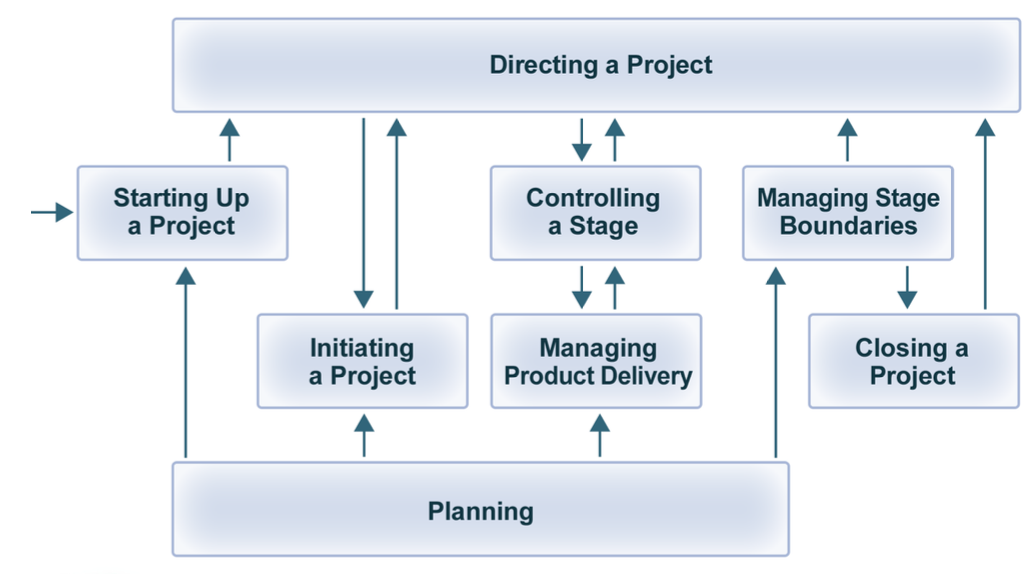 Directing a Project
Starting Up
a Project
Controlling
a Stage
Managing Stage
Boundaries
Initiating
a Project
Managing
Product Delivery
Closing a
Project
Planning